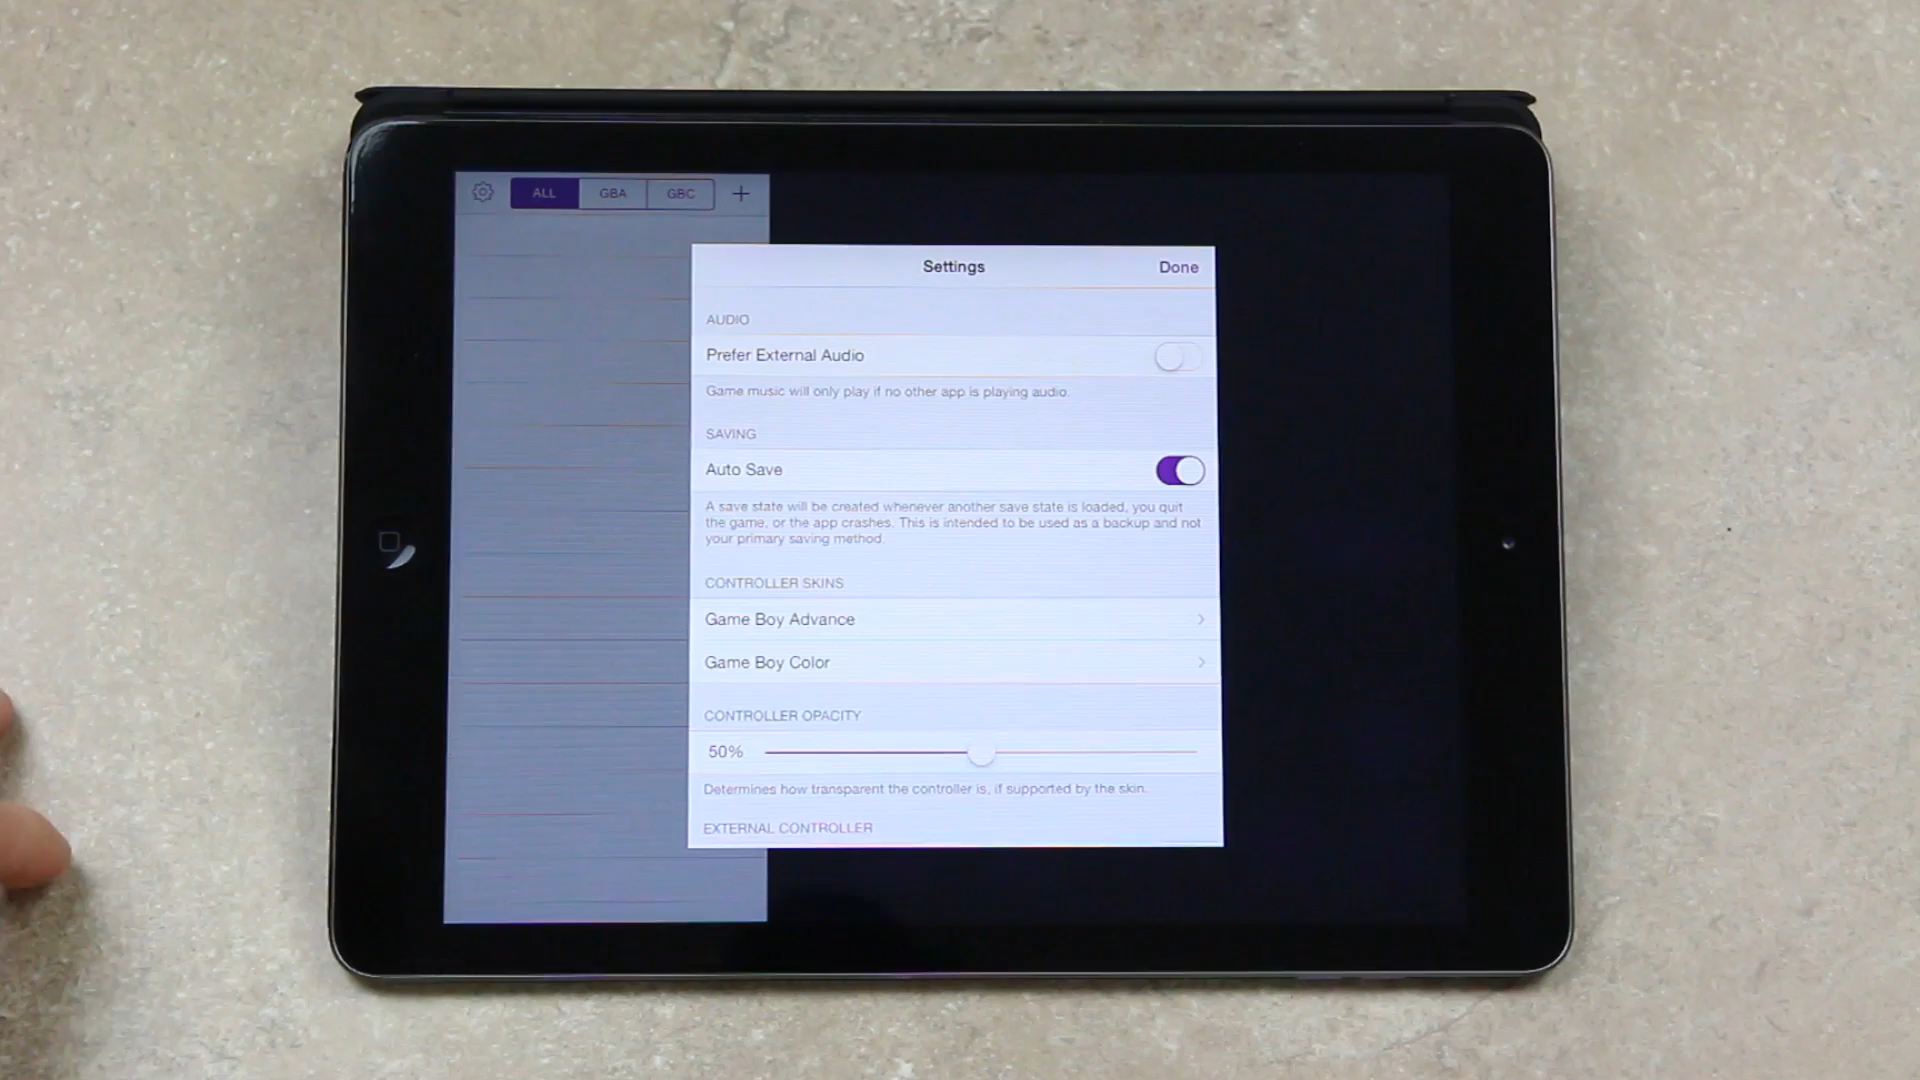 ALL GBA GBC +
Settings Done
AUDIO
Prefer External Audio
Game music will only play if no other app is playing audio.
SAVING
Auto Save
A save state will be created whenever another save state is loaded, you quit
the game, or the app crashes. This is intended to be used as a backup and not
your primary saving method.
CONTROLLER SKINS
Game Boy Advance
Game Boy Color
CONTROLLER OPACITY
50%
Determines how transparent the controller is, if supported by the skin.
EXTERNAL CONTROLLER